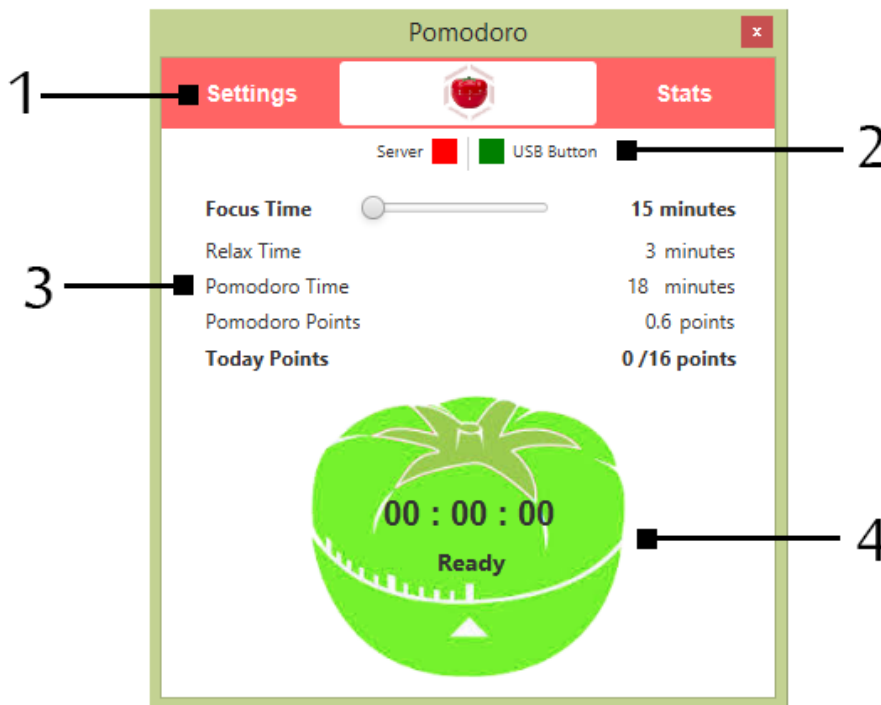 Pomodoro x
1 Settings Stats
Server USB Button 2
Focus Time 15 minutes
Relax Time 3 minutes
3 Pomodoro Time 18 minutes
Pomodoro Points 0.6 points
Today Points 0 /16 points
00 : 00 : 00
4
Ready